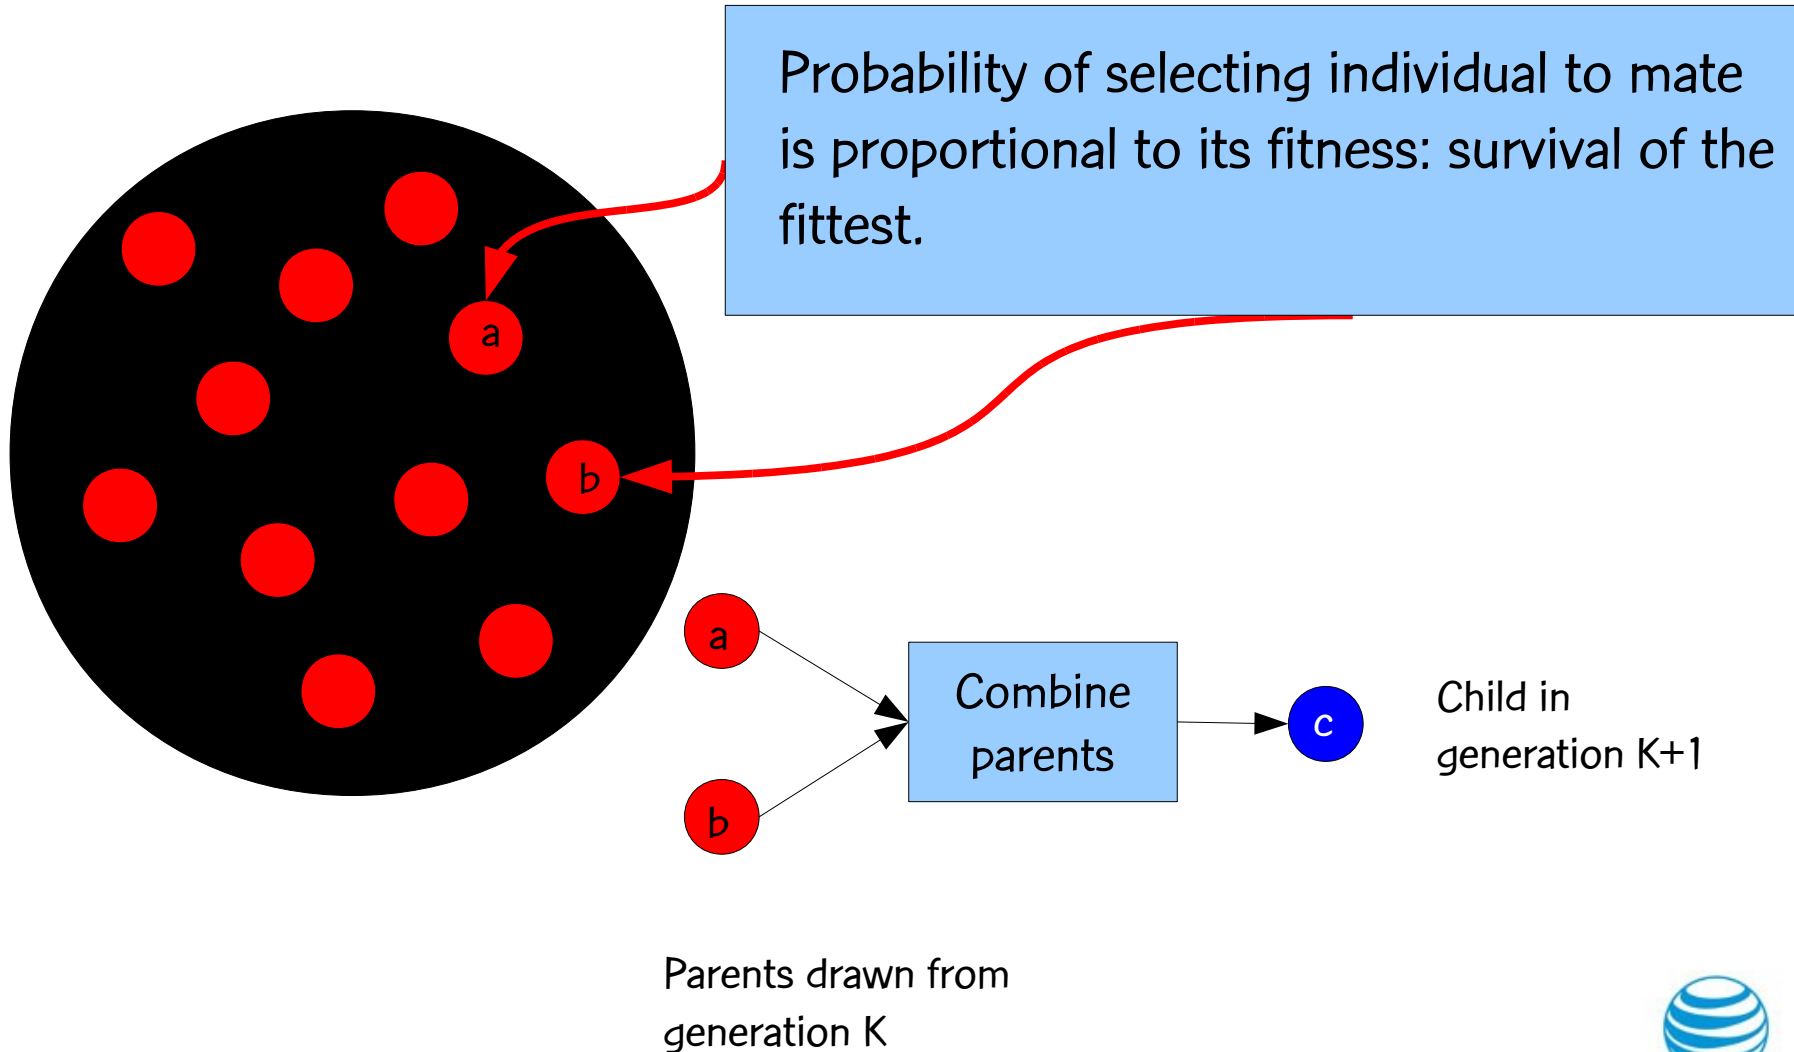 Probability of selecting individual to mate
is proportional to its fitness: survival of the
fittest.
a
b
a
b
Combine
parents
c
Child in
generation K+1
Parents drawn from
generation K